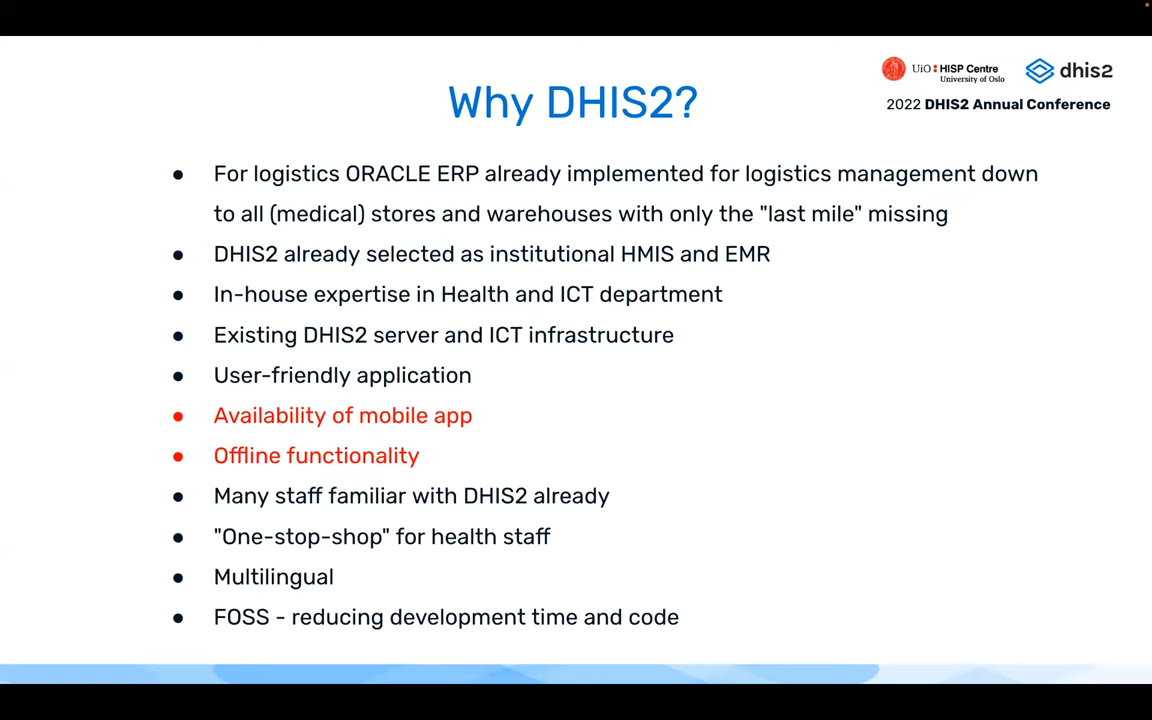 UiO HISP Centre
University of Oslo
dhis2
2022 DHIS2 Annual Conference
Why DHIS2?
● For logistics ORACLE ERP already implemented for logistics management down
to all (medical) stores and warehouses with only the "last mile" missing
● DHIS2 already selected as institutional HMIS and EMR
● In-house expertise in Health and ICT department
● Existing DHIS2 server and ICT infrastructure
● User-friendly application
● Availability of mobile app
● Offline functionality
● Many staff familiar with DHIS2 already
● "One-stop-shop" for health staff
● Multilingual
● FOSS - reducing development time and code